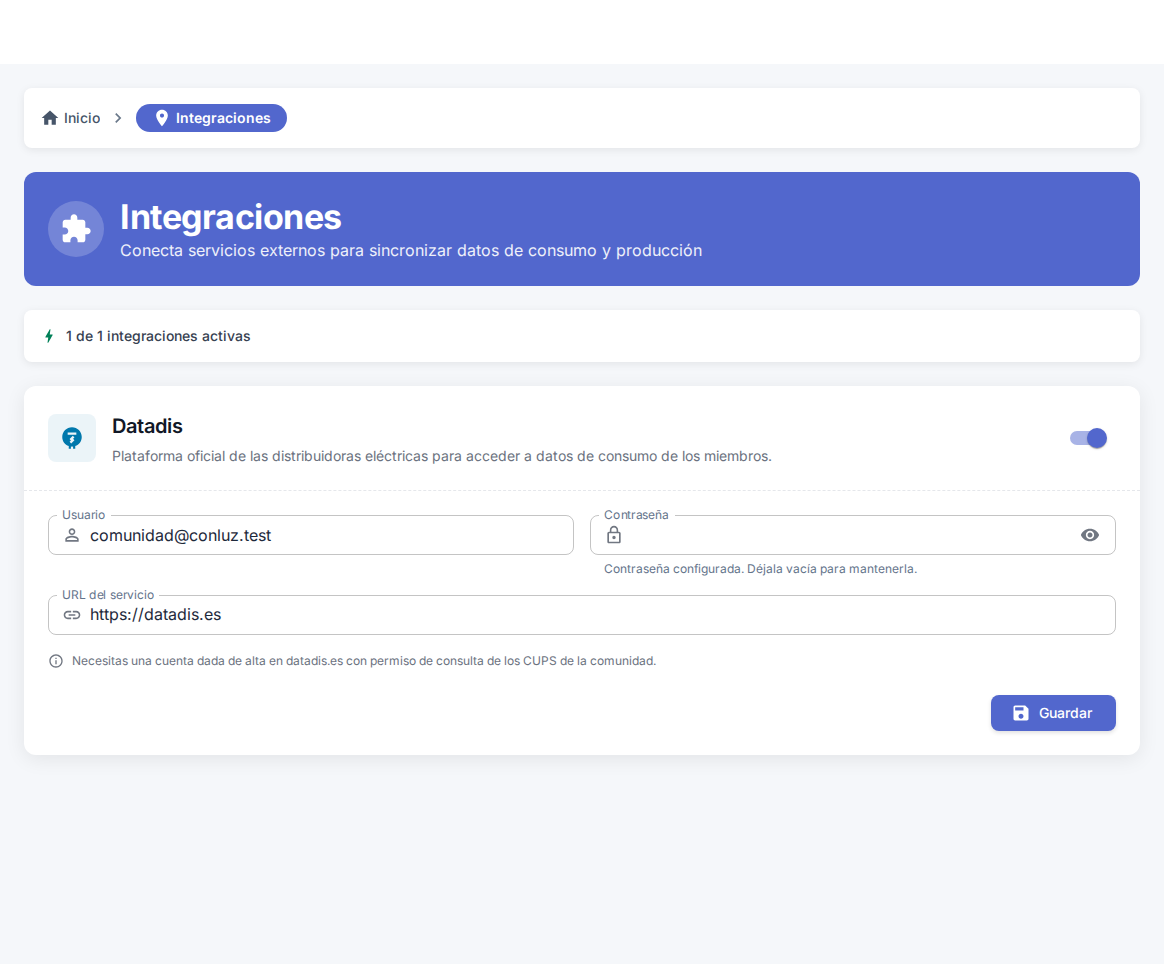 Inicio
Integraciones
Integraciones
Conecta servicios externos para sincronizar datos de consumo y producción
1 de 1 integraciones activas
Datadis
Plataforma oficial de las distribuidoras eléctricas para acceder a datos de consumo de los miembros.
Usuario
comunidad@conluz.test
Contraseña
Contraseña configurada. Déjala vacía para mantenerla.
URL del servicio
https://datadis.es
Necesitas una cuenta dada de alta en datadis.es con permiso de consulta de los CUPS de la comunidad.
Guardar